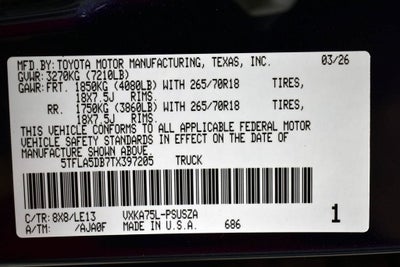 MFD.BY: TOYOTA MOTOR MANUFACTURING, TEXAS, INC. 03/26
GVWR: 3270KG (7210LB)
GAWR: FRT. 1850KG (4080LB) WITH 265/70R18 TIRES,
18X7.5J RIMS
RR. 1750KG (3860LB) WITH 265/70R18 TIRES,
18X7.5J RIMS
THIS VEHICLE CONFORMS TO ALL APPLICABLE FEDERAL MOTOR
VEHICLE SAFETY STANDARDS IN EFFECT ON THE DATE OF
MANUFACTURE SHOWN ABOVE.
5TFLA5DB7TX397205 TRUCK
C/TR: 8X8/LE13 VXKA75L-PSUSZA
A/TM: /AJA0F MADE IN U.S.A. 686 1